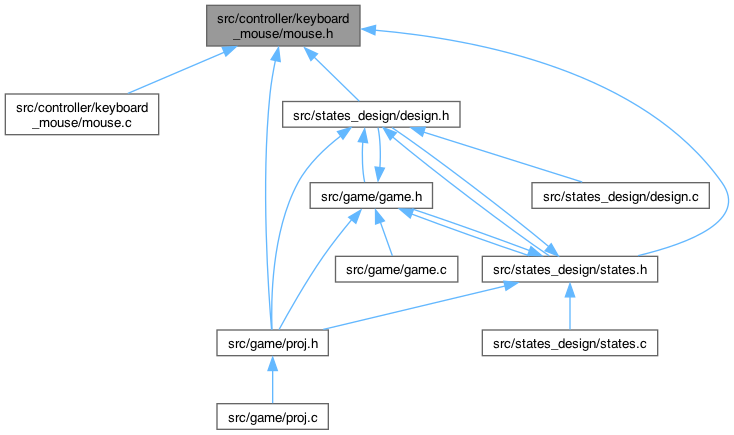 src/controller/keyboard
_mouse/mouse.h
src/controller/keyboard
_mouse/mouse.c
src/states_design/design.h
src/game/game.h
src/states_design/design.c
src/game/game.c
src/states_design/states.h
src/game/proj.h
src/states_design/states.c
src/game/proj.c